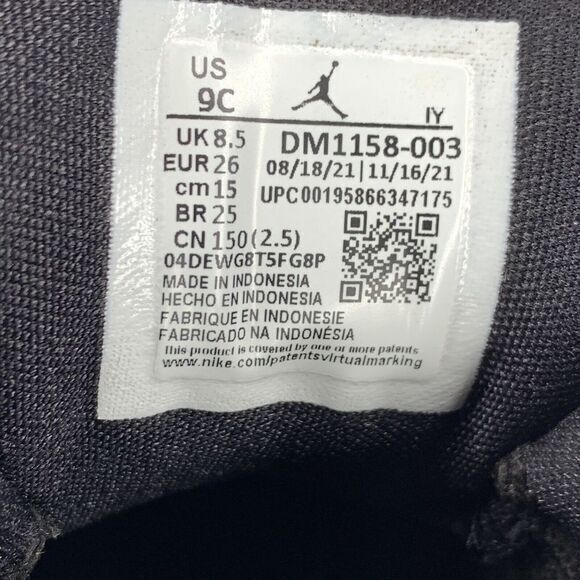 US
9C
IY
UK 8.5
DM1158-003
EUR 26
08/18/21 | 11/16/21
cm 15
UPC00195866347175
BR 25
CN 150 (2.5)
04DEWG8T5FG8P
MADE IN INDONESIA
HECHO EN INDONESIA
FABRIQUE EN INDONESIE
FABRICADO NA INDONÉSIA
This product is covered by one or more patents
www.nike.com/patentsvirtualmarking